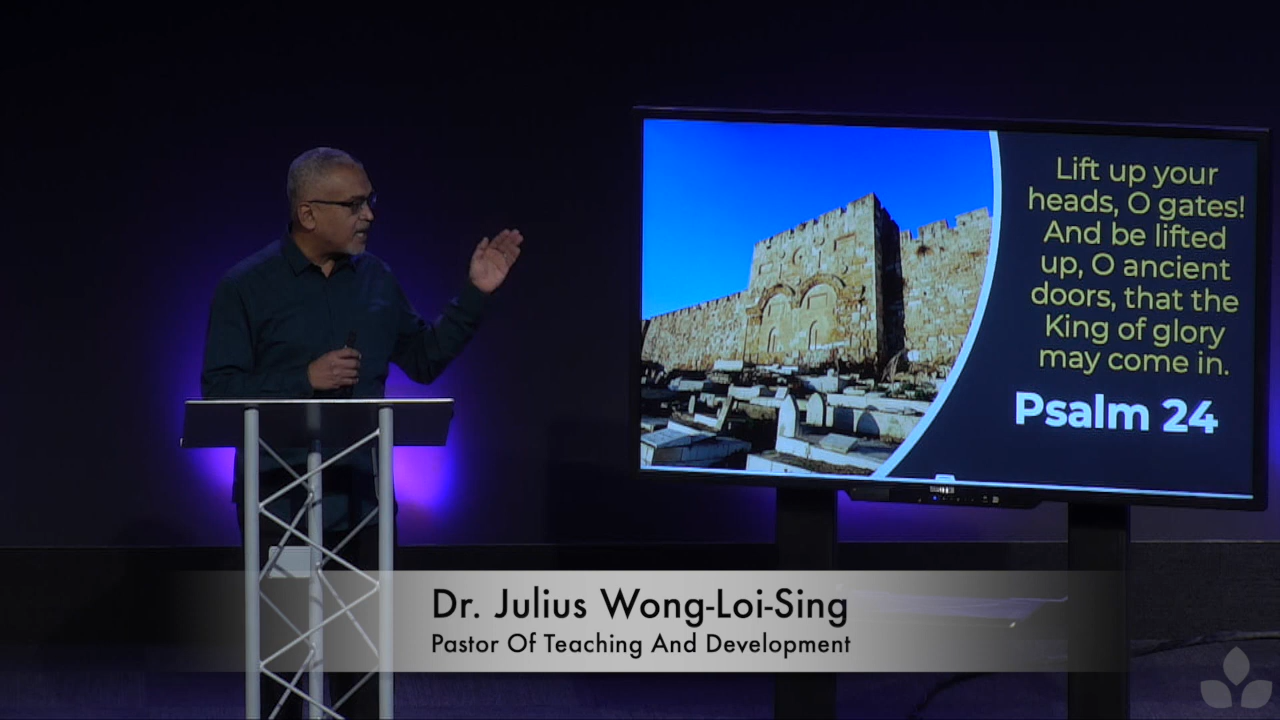 Lift up your
heads, O gates!
And be lifted
up, O ancient
doors, that the
King of glory
may come in.
Psalm 24
Dr. Julius Wong-Loi-Sing
Pastor Of Teaching And Development